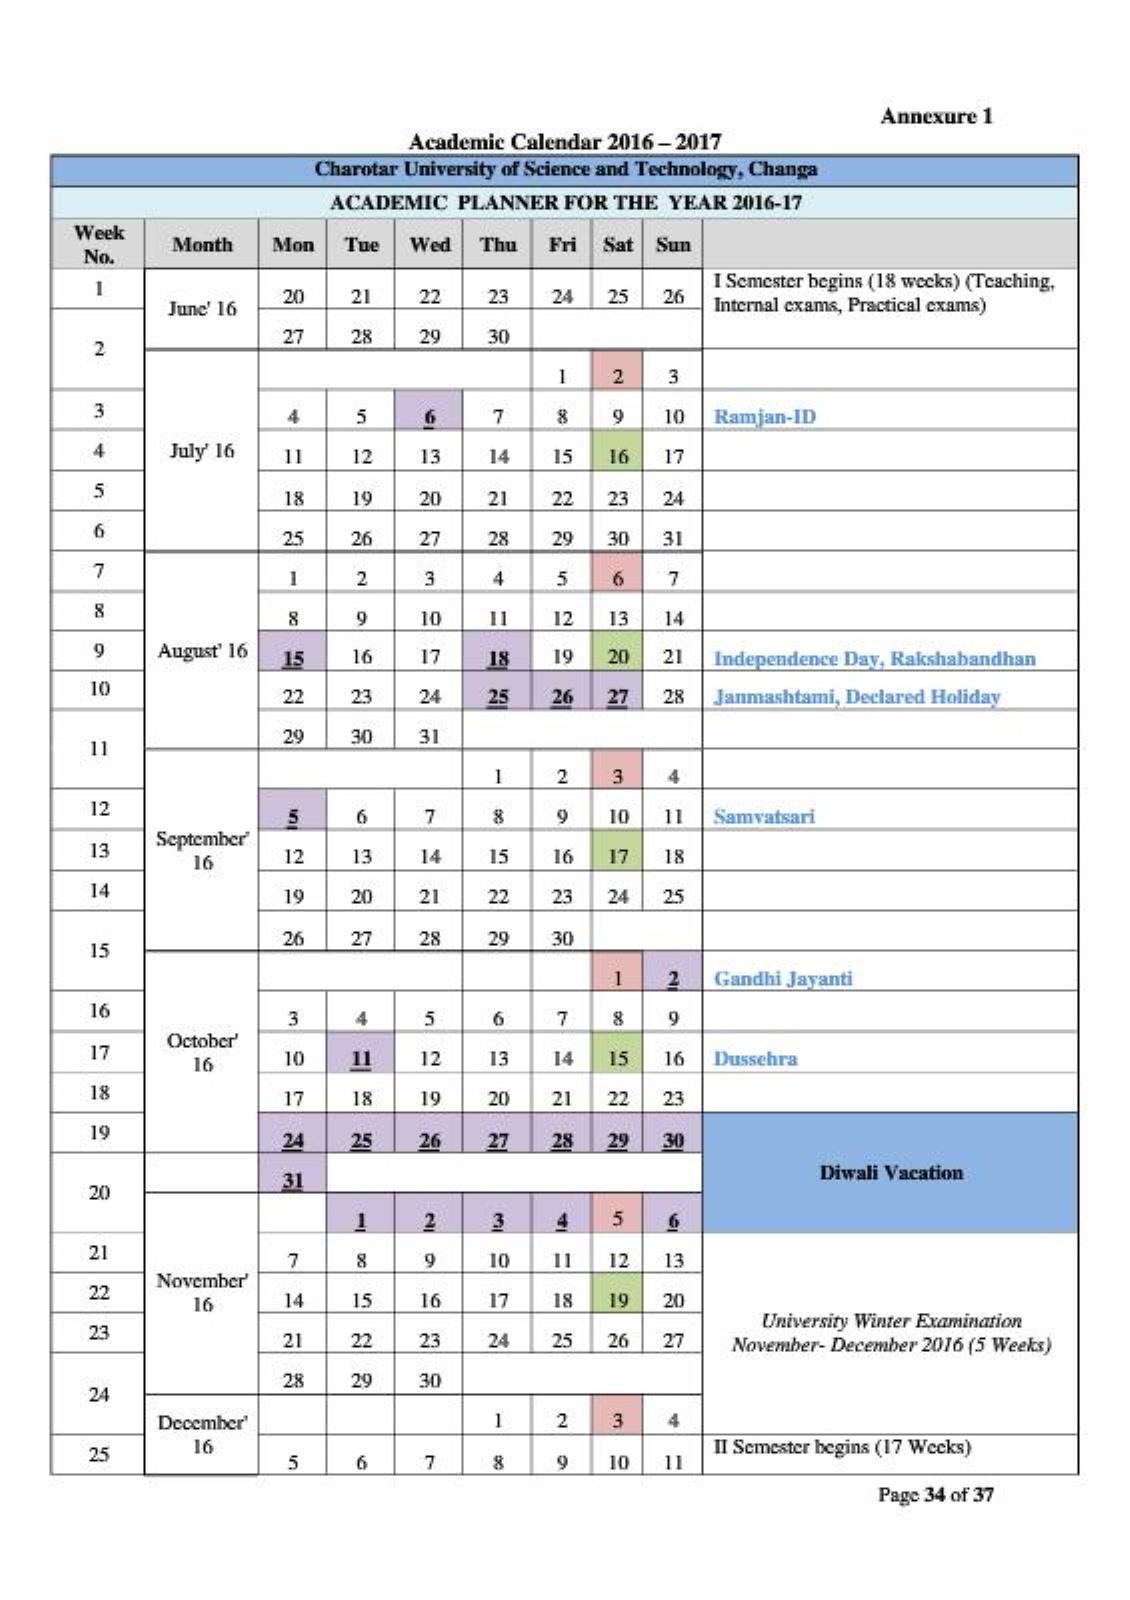 Annexure 1
Academic Calendar 2016 – 2017
Charotar University of Science and Technology, Changa
ACADEMIC PLANNER FOR THE YEAR 2016-17
Week No. Month Mon Tue Wed Thu Fri Sat Sun
1 June' 16 20 21 22 23 24 25 26 I Semester begins (18 weeks) (Teaching, Internal exams, Practical exams)
2 27 28 29 30
July' 16 1 2 3
3 4 5 6 7 8 9 10 Ramjan-ID
4 11 12 13 14 15 16 17
5 18 19 20 21 22 23 24
6 25 26 27 28 29 30 31
7 August' 16 1 2 3 4 5 6 7
8 8 9 10 11 12 13 14
9 15 16 17 18 19 20 21 Independence Day, Rakshabandhan
10 22 23 24 25 26 27 28 Janmashtami, Declared Holiday
11 29 30 31
September' 16 1 2 3 4
12 5 6 7 8 9 10 11 Samvatsari
13 12 13 14 15 16 17 18
14 19 20 21 22 23 24 25
15 26 27 28 29 30
October' 16 1 2 Gandhi Jayanti
16 3 4 5 6 7 8 9
17 10 11 12 13 14 15 16 Dussehra
18 17 18 19 20 21 22 23
19 24 25 26 27 28 29 30 Diwali Vacation
20 31
November' 16 1 2 3 4 5 6
21 7 8 9 10 11 12 13
22 14 15 16 17 18 19 20 University Winter Examination
23 21 22 23 24 25 26 27 November- December 2016 (5 Weeks)
24 28 29 30
December' 16 1 2 3 4
25 5 6 7 8 9 10 11 II Semester begins (17 Weeks)
Page 34 of 37